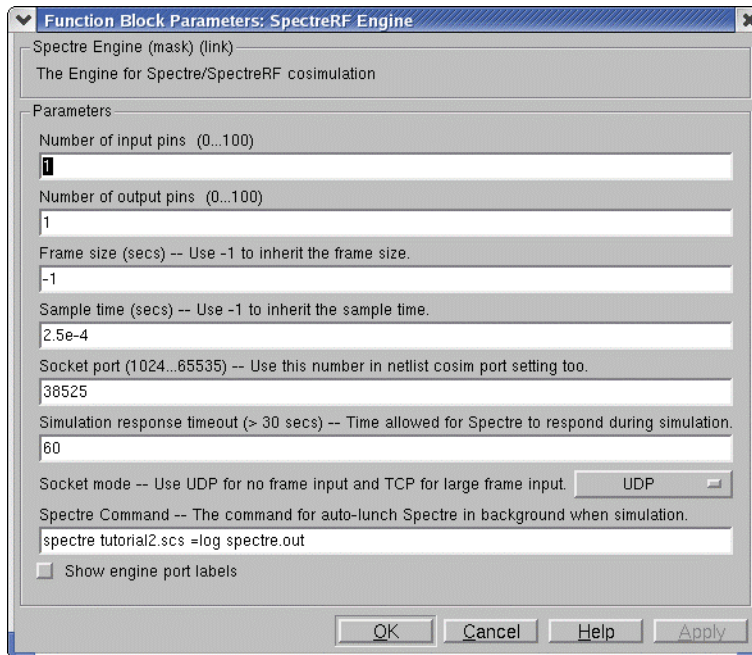 Function Block Parameters: SpectreRF Engine
Spectre Engine (mask) (link)
The Engine for Spectre/SpectreRF cosimulation
Parameters
Number of input pins (0...100)
1
Number of output pins (0...100)
1
Frame size (secs) -- Use -1 to inherit the frame size.
-1
Sample time (secs) -- Use -1 to inherit the sample time.
2.5e-4
Socket port (1024...65535) -- Use this number in netlist cosim port setting too.
38525
Simulation response timeout (> 30 secs) -- Time allowed for Spectre to respond during simulation.
60
Socket mode -- Use UDP for no frame input and TCP for large frame input. UDP
Spectre Command -- The command for auto-lunch Spectre in background when simulation.
spectre tutorial2.scs =log spectre.out
Show engine port labels
OK Cancel Help Apply